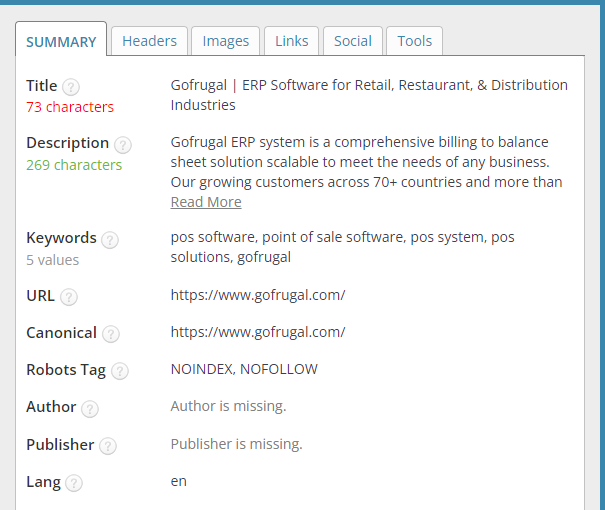 SUMMARY Headers Images Links Social Tools
Title ? Gofrugal | ERP Software for Retail, Restaurant, & Distribution
73 characters Industries
Description ? Gofrugal ERP system is a comprehensive billing to balance
269 characters sheet solution scalable to meet the needs of any business.
Our growing customers across 70+ countries and more than
Read More
Keywords ? pos software, point of sale software, pos system, pos
5 values solutions, gofrugal
URL ? https://www.gofrugal.com/
Canonical ? https://www.gofrugal.com/
Robots Tag ? NOINDEX, NOFOLLOW
Author ? Author is missing.
Publisher ? Publisher is missing.
Lang ? en